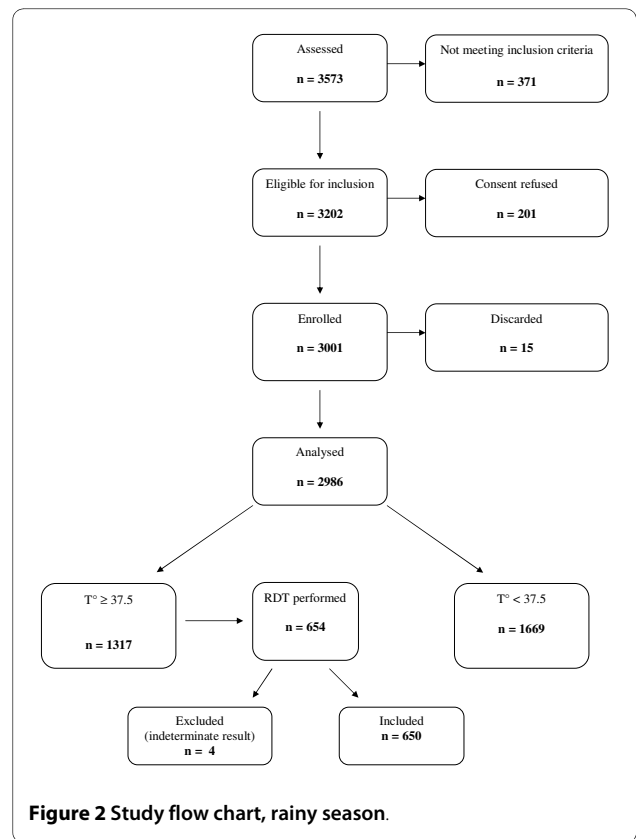 Assessed
n = 3573
Not meeting inclusion criteria
n = 371
Eligible for inclusion
n = 3202
Consent refused
n = 201
Enrolled
n = 3001
Discarded
n = 15
Analysed
n = 2986
T° ≥ 37.5
n = 1317
RDT performed
n = 654
T° < 37.5
n = 1669
Excluded
(indeterminate result)
n = 4
Included
n = 650
Figure 2 Study flow chart, rainy season.